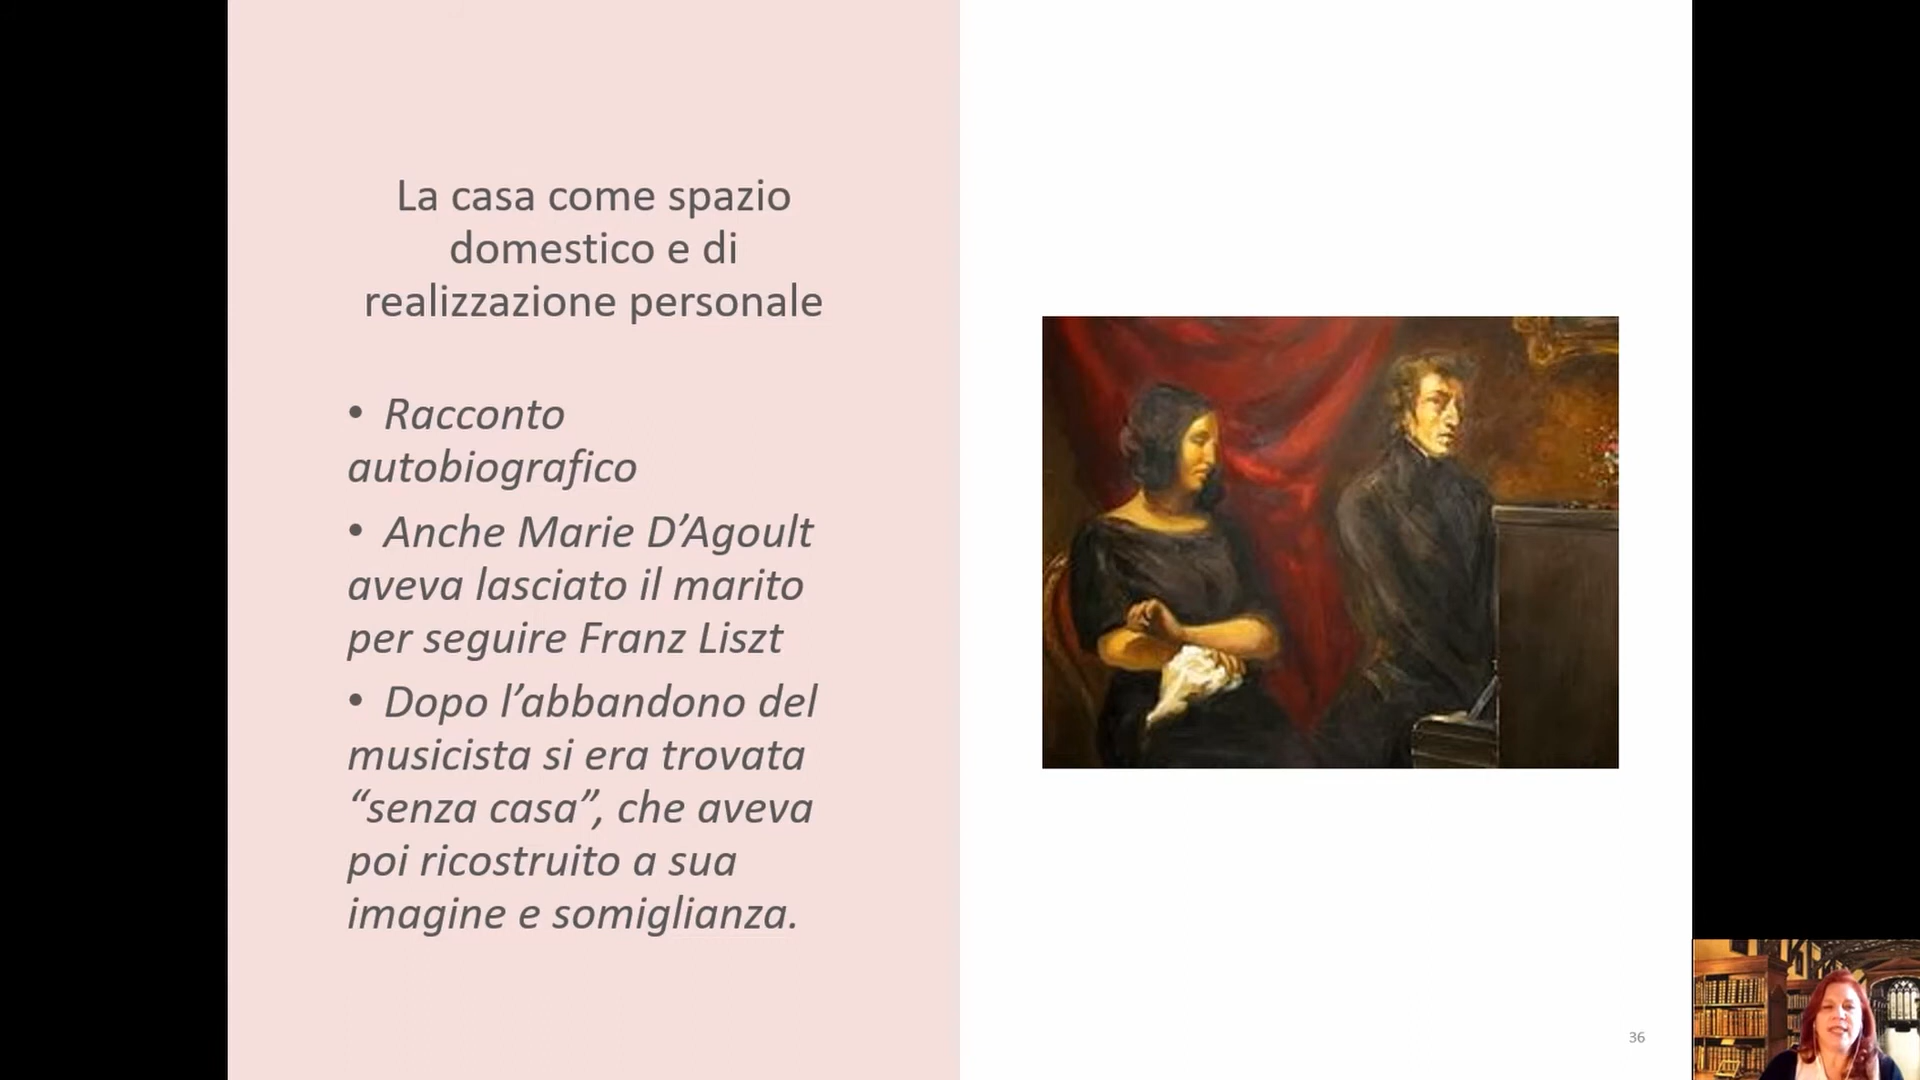 La casa come spazio
domestico e di
realizzazione personale
• Racconto
autobiografico
• Anche Marie D’Agoult
aveva lasciato il marito
per seguire Franz Liszt
• Dopo l’abbandono del
musicista si era trovata
“senza casa”, che aveva
poi ricostruito a sua
imagine e somiglianza.
36